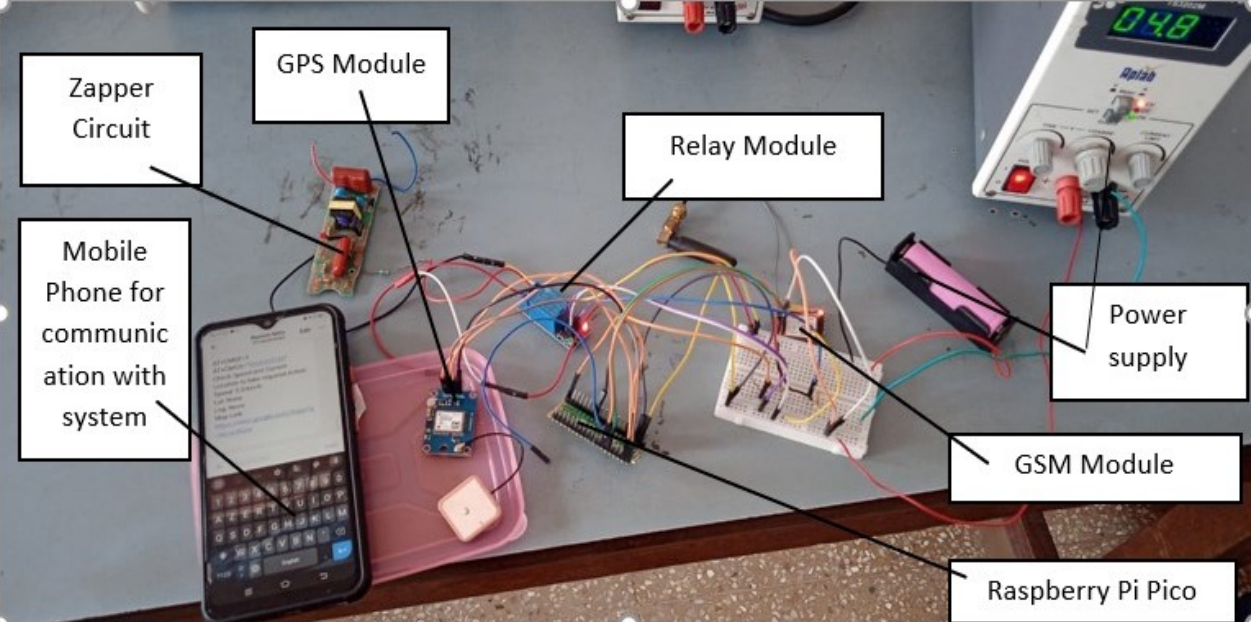 Zapper
Circuit
GPS Module
Relay Module
Mobile
Phone for
communic
ation with
system
Power
supply
GSM Module
Raspberry Pi Pico
04.8
Aplab
English